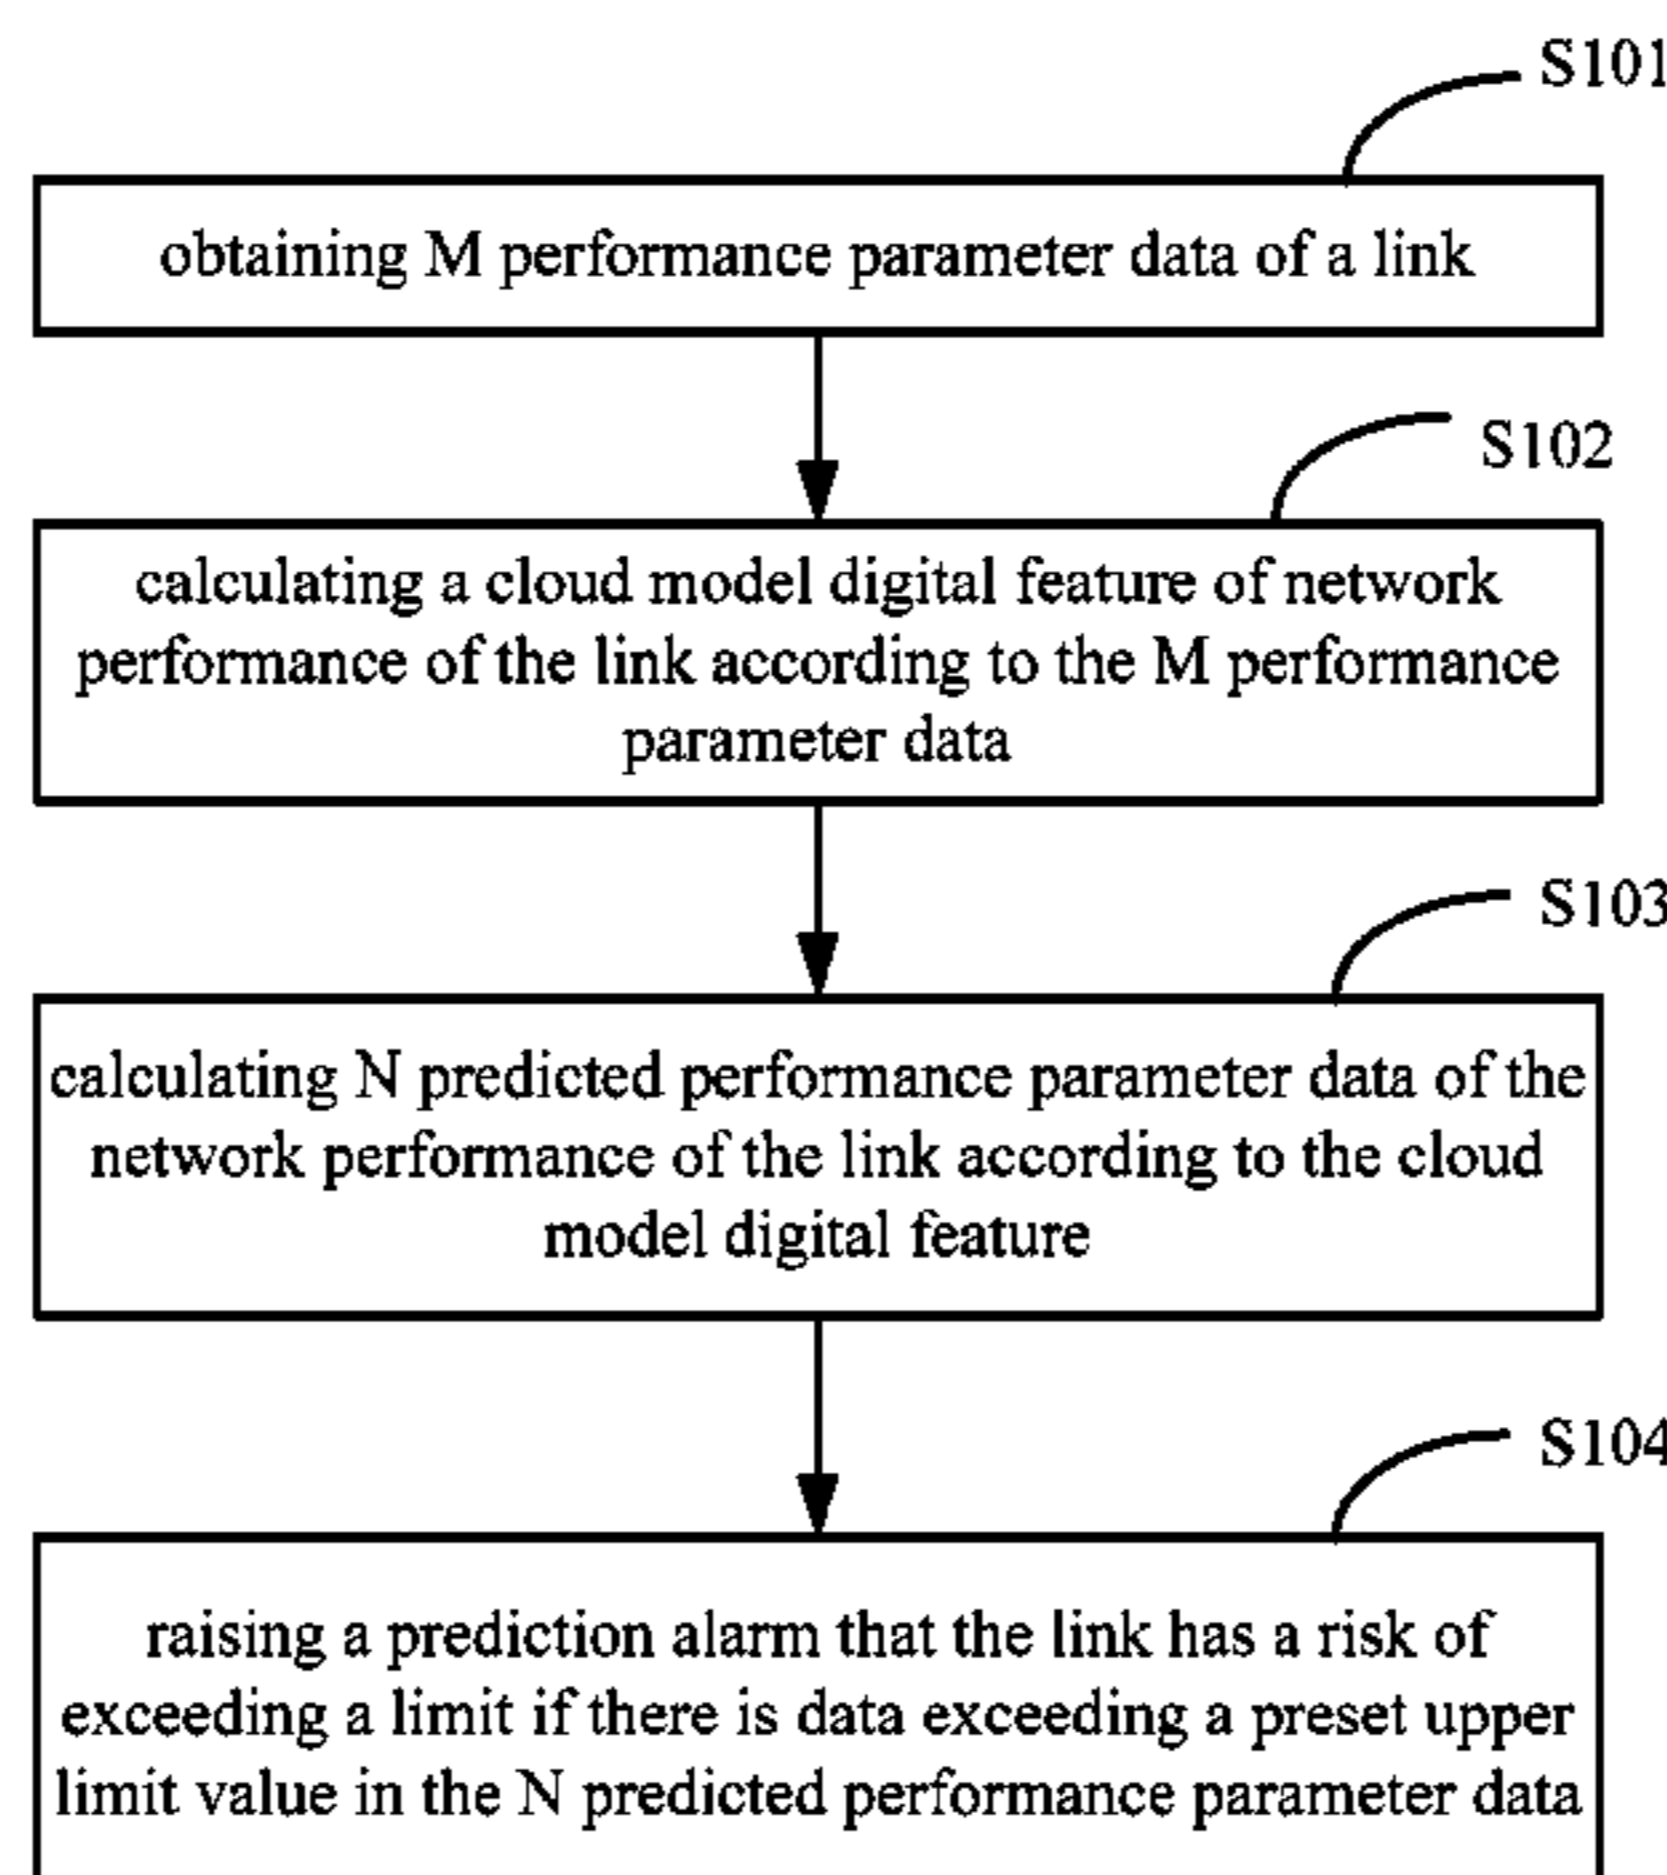 S101
obtaining M performance parameter data of a link
S102
calculating a cloud model digital feature of network
performance of the link according to the M performance
parameter data
S103
calculating N predicted performance parameter data of the
network performance of the link according to the cloud
model digital feature
S104
raising a prediction alarm that the link has a risk of
exceeding a limit if there is data exceeding a preset upper
limit value in the N predicted performance parameter data